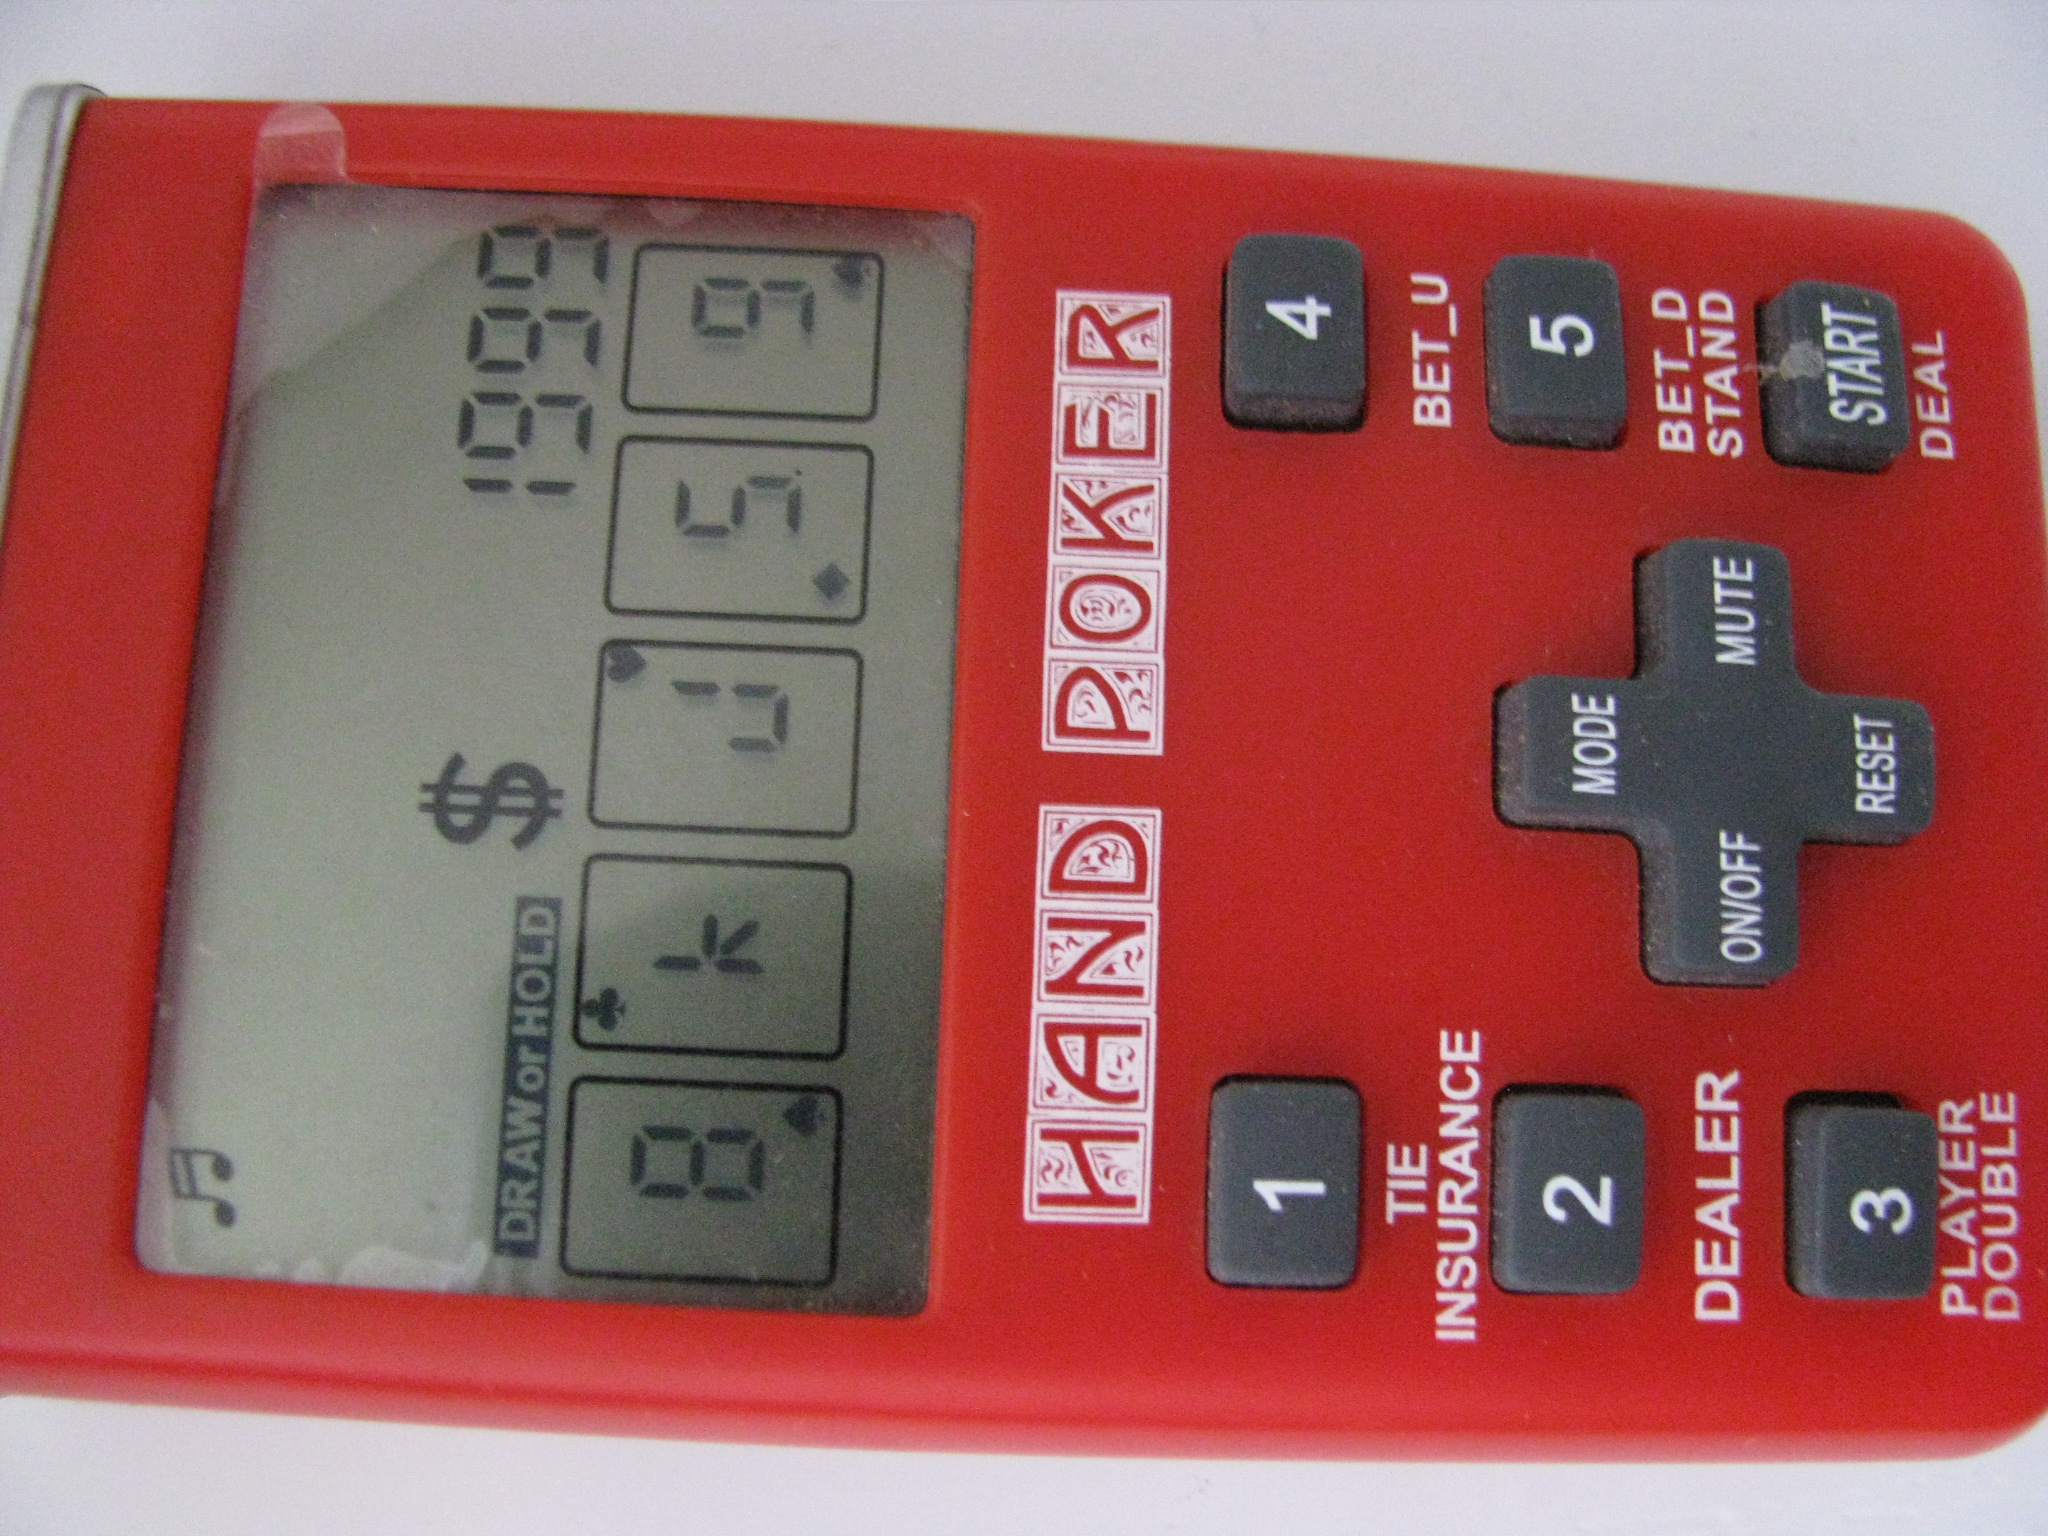 DRAW or HOLD $ 1999
8 k J 5 9
HAND POKER
1
TIE
INSURANCE
2
DEALER
3
PLAYER
DOUBLE
MODE
ON/OFF MUTE
RESET
4
BET_U
5
BET_D
STAND
START
DEAL